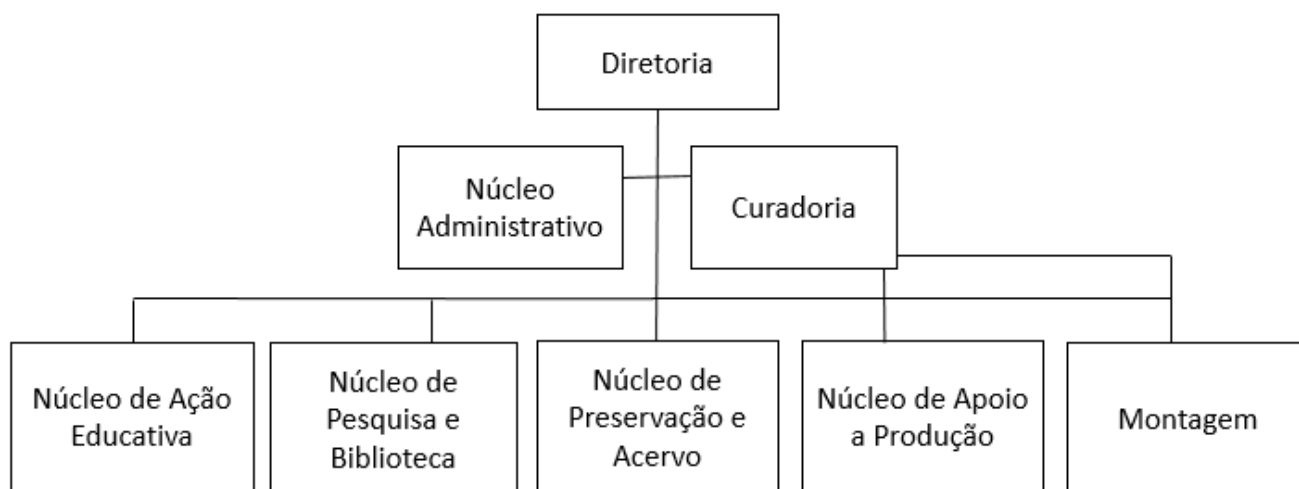 Diretoria
Núcleo
Administrativo
Curadoria
Núcleo de Ação
Educativa
Núcleo de
Pesquisa e
Biblioteca
Núcleo de
Preservação e
Acervo
Núcleo de Apoio
a Produção
Montagem